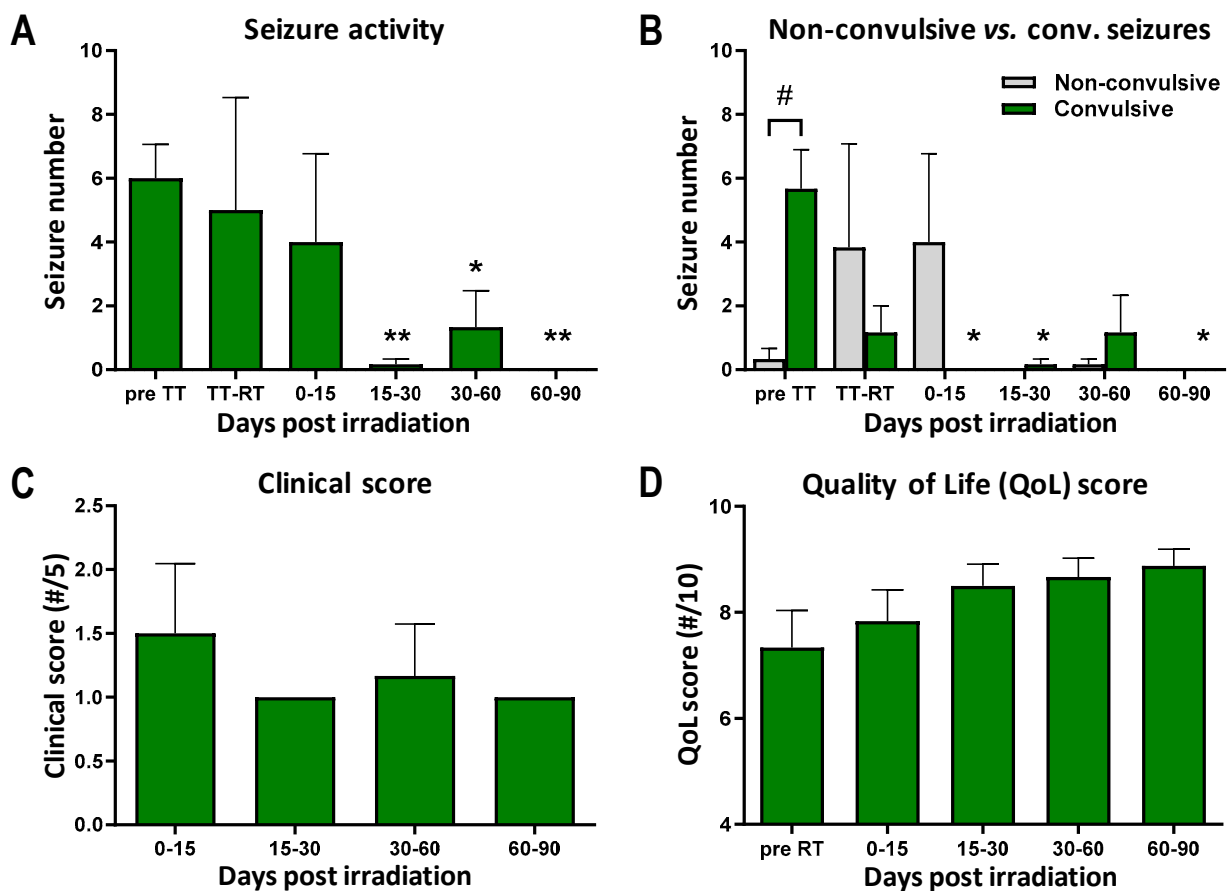 A
Seizure activity
Seizure number
10
8
6
4
2
0
**
*
**
pre TT
TT-RT
0-15
15-30
30-60
60-90
Days post irradiation
B
Non-convulsive vs. conv. seizures
Seizure number
10
8
6
4
2
0
#
Non-convulsive
Convulsive
*
*
*
pre TT
TT-RT
0-15
15-30
30-60
60-90
Days post irradiation
C
Clinical score
Clinical score (#/5)
2.5
2.0
1.5
1.0
0.5
0.0
0-15
15-30
30-60
60-90
Days post irradiation
D
Quality of Life (QoL) score
QoL score (#/10)
10
8
6
4
pre RT
0-15
15-30
30-60
60-90
Days post irradiation